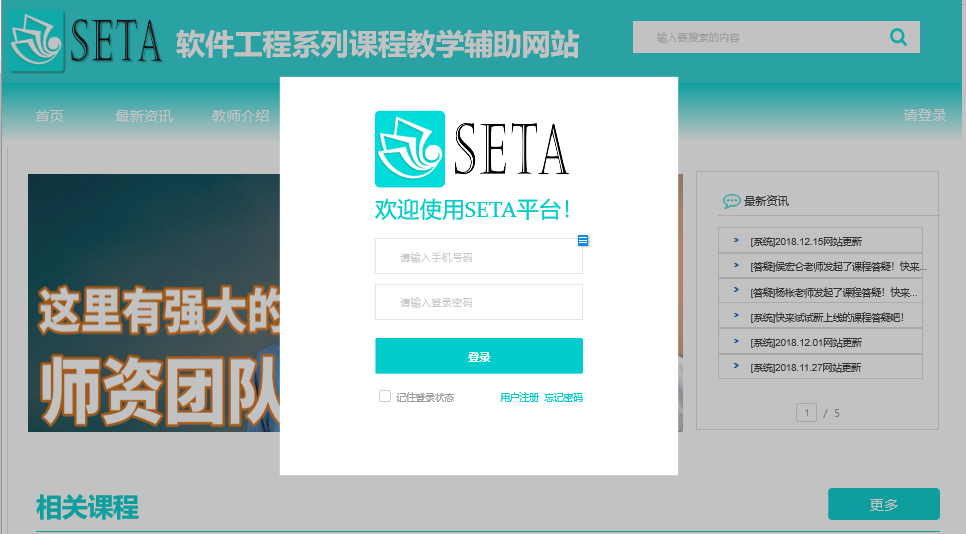 SETA 软件工程系列课程教学辅助网站
输入要搜索的内容
首页 最新资讯 教师介绍 请登录
SETA
欢迎使用SETA平台！
请输入手机号码
请输入登录密码
登录
记住登录状态 用户注册 忘记密码
这里有强大的
师资团队
最新资讯
[系统]2018.12.15网站更新
[答疑]侯宏仑老师发起了课程答疑！快来...
[答疑]杨枨老师发起了课程答疑！快来...
[系统]快来试试新上线的课程答疑吧！
[系统]2018.12.01网站更新
[系统]2018.11.27网站更新
1 / 5
相关课程
更多